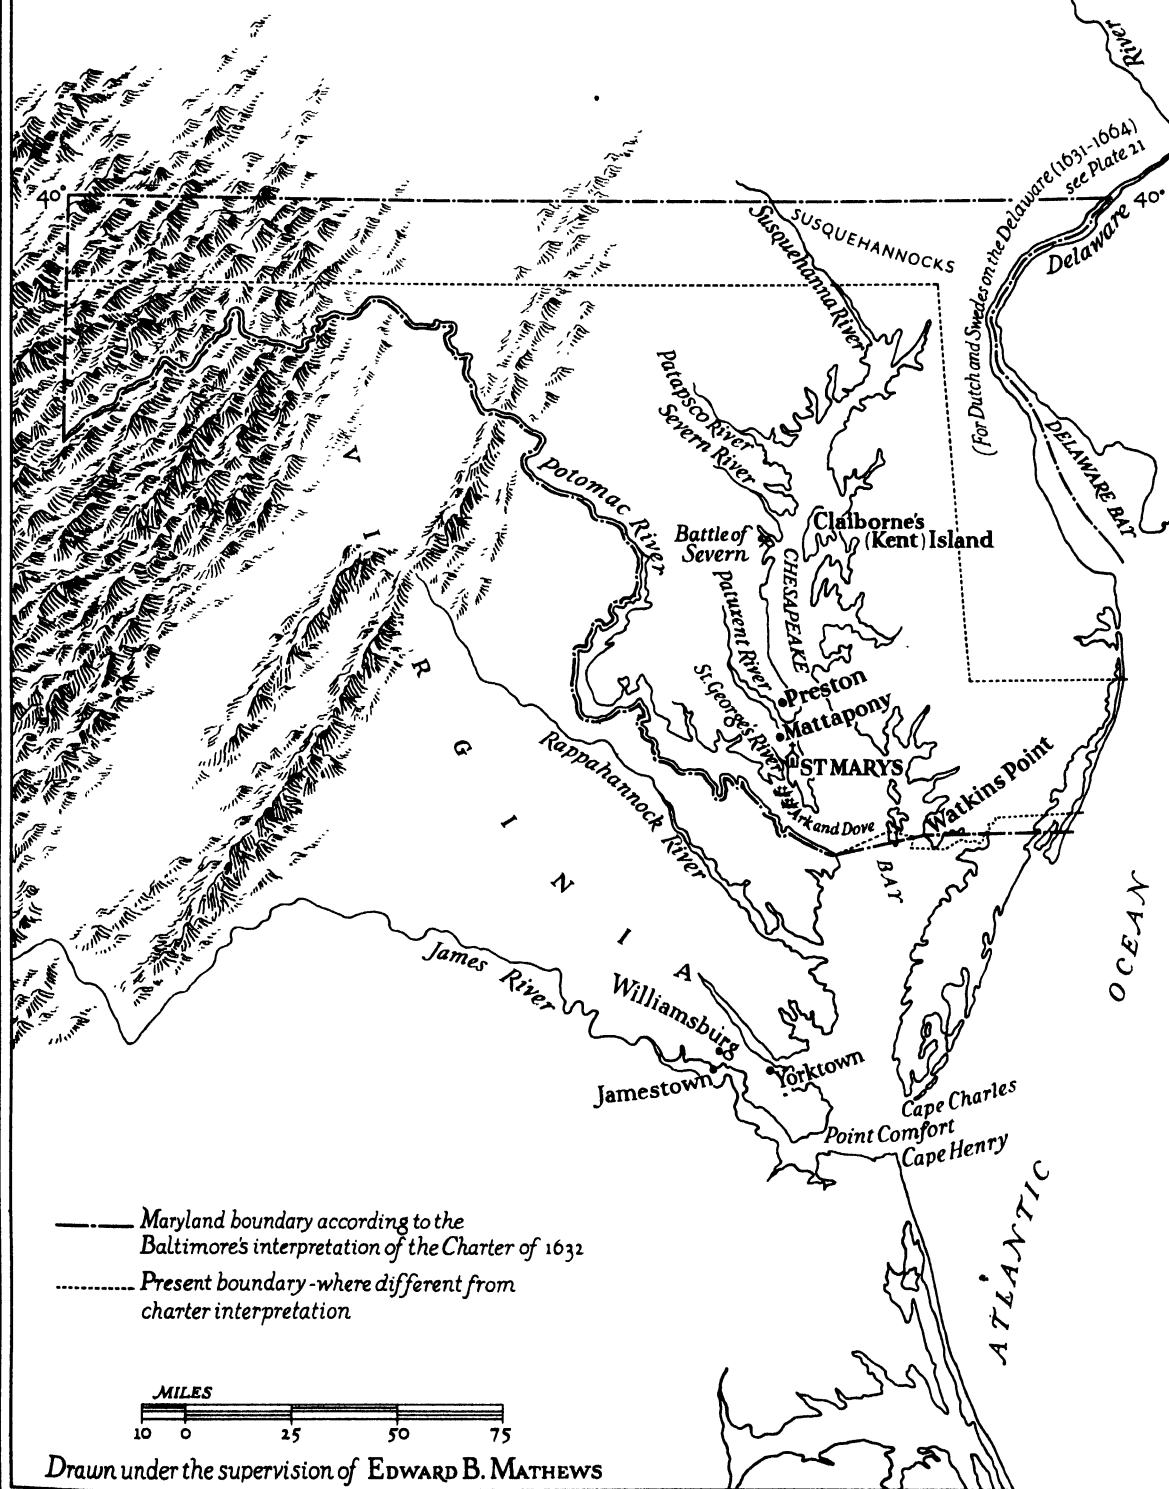 River
(For Dutch and Swedes on the Delaware (1631-1664)
see Plate 21
40°
40°
Delaware
Susquehanna River
SUSQUEHANNOCKS
Patapsco River
Severn River
DELAWARE BAY
Potomac River
Battle of
Severn
Claiborne's
(Kent) Island
CHESAPEAKE
Patuxent River
Preston
Mattapony
St. George's River
ST MARYS
Watkins Point
Ark and Dove
BAY
Rappahannock River
VIRGINIA
James River
Williamsburg
Yorktown
Jamestown
Cape Charles
Point Comfort
Cape Henry
ATLANTIC OCEAN
Maryland boundary according to the
Baltimore's interpretation of the Charter of 1632
Present boundary-where different from
charter interpretation
MILES
10 0 25 50 75
Drawn under the supervision of EDWARD B. MATHEWS